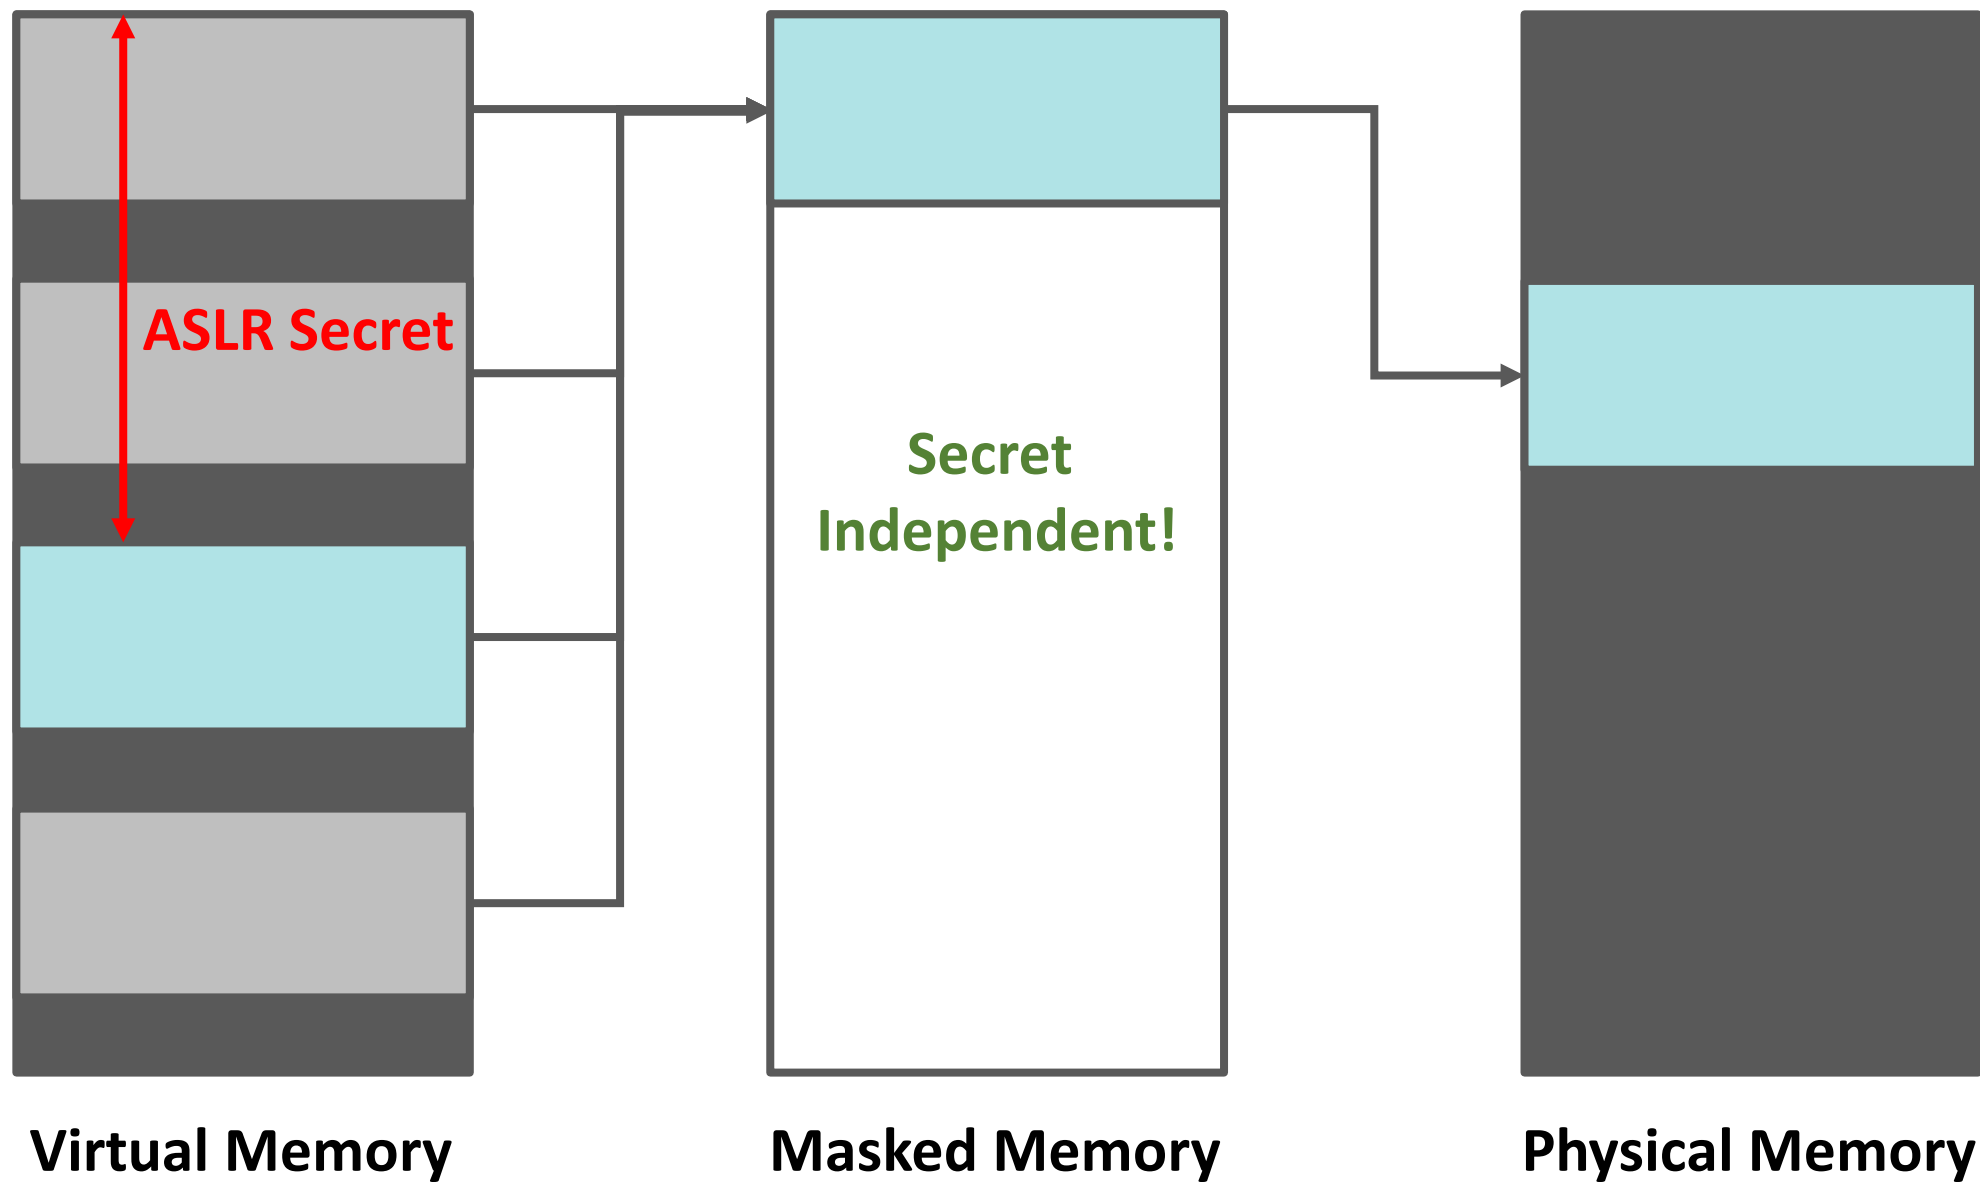 ASLR Secret
Secret
Independent!
Virtual Memory
Masked Memory
Physical Memory